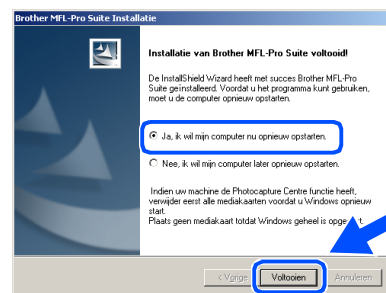 Brother MFL-Pro Suite Installatie
Installatie van Brother MFL-Pro Suite voltooid!
De InstallShield Wizard heeft met succes Brother MFL-Pro
Suite geïnstalleerd. Voordat u het programma kunt gebruiken,
moet u de computer opnieuw opstarten.
Ja, ik wil mijn computer nu opnieuw opstarten.
Nee, ik wil mijn computer later opnieuw opstarten.
Indien uw machine de Photocapture Centre functie heeft,
verwijder eerst alle mediakaarten voordat u Windows opnieuw
start.
Plaats geen mediakaart totdat Windows geheel is
< Vorige Voltooien Annuleren